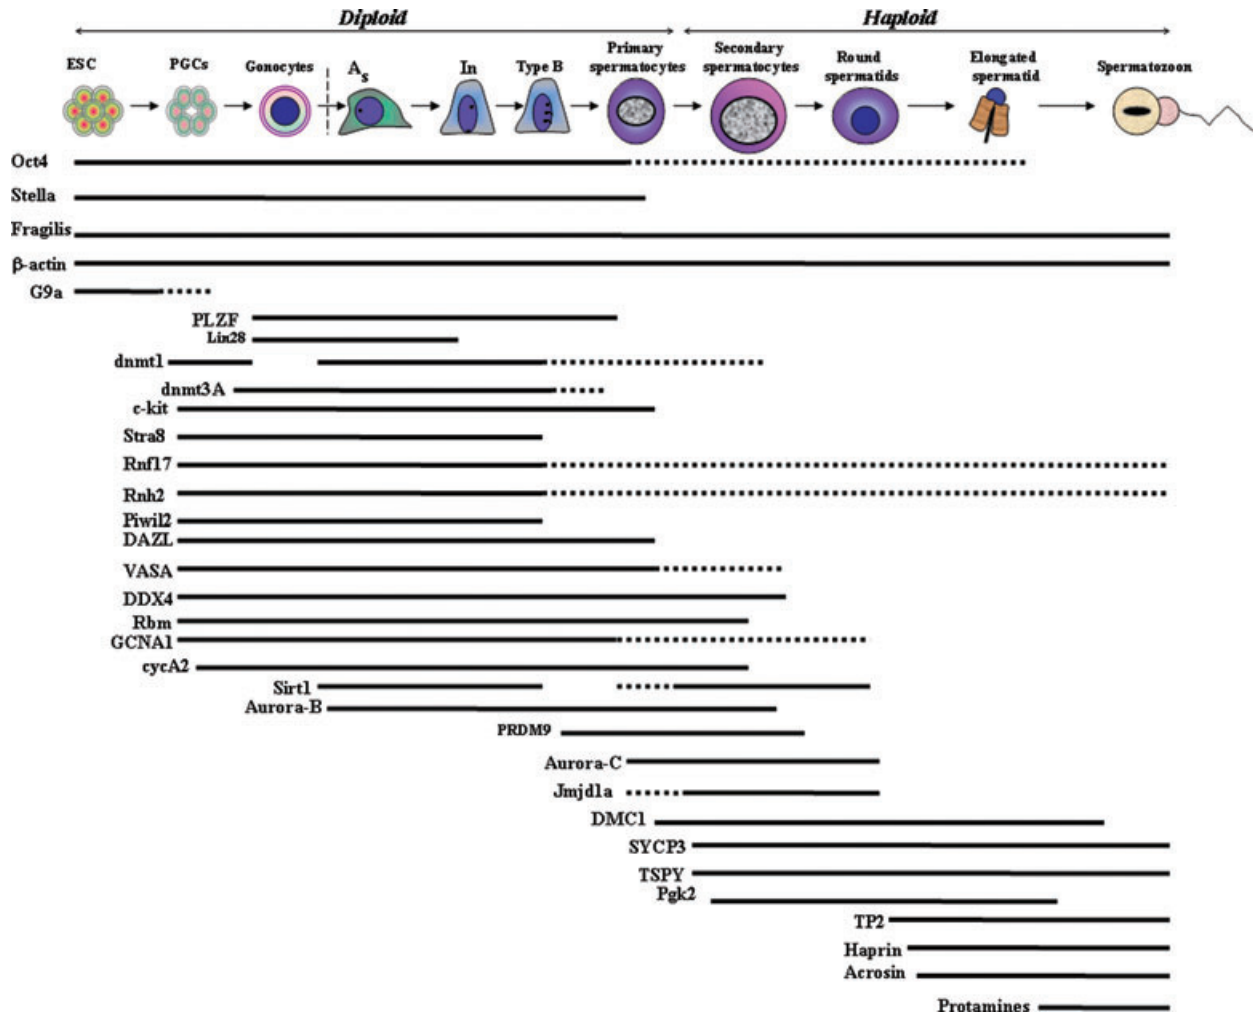 Diploid
Haploid
ESC
PGCs
Gonocytes
As
In
Type B
Primary
spermatocytes
Secondary
spermatocytes
Round
spermatids
Elongated
spermatid
Spermatozoon
Oct4
Stella
Fragilis
β-actin
G9a
PLZF
Lin28
dnmt1
dnmt3A
c-kit
Stra8
Rnf17
Rnh2
Piwil2
DAZL
VASA
DDX4
Rbm
GCNA1
cycA2
Sirt1
Aurora-B
PRDM9
Aurora-C
Jmjd1a
DMC1
SYCP3
TSPY
Pgk2
TP2
Haprin
Acrosin
Protamines